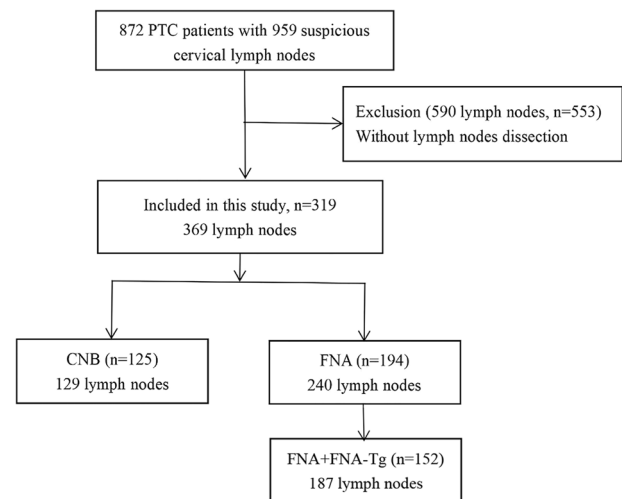 872 PTC patients with 959 suspicious
cervical lymph nodes
Exclusion (590 lymph nodes, n=553)
Without lymph nodes dissection
Included in this study, n=319
369 lymph nodes
CNB (n=125)
129 lymph nodes
FNA (n=194)
240 lymph nodes
FNA+FNA-Tg (n=152)
187 lymph nodes